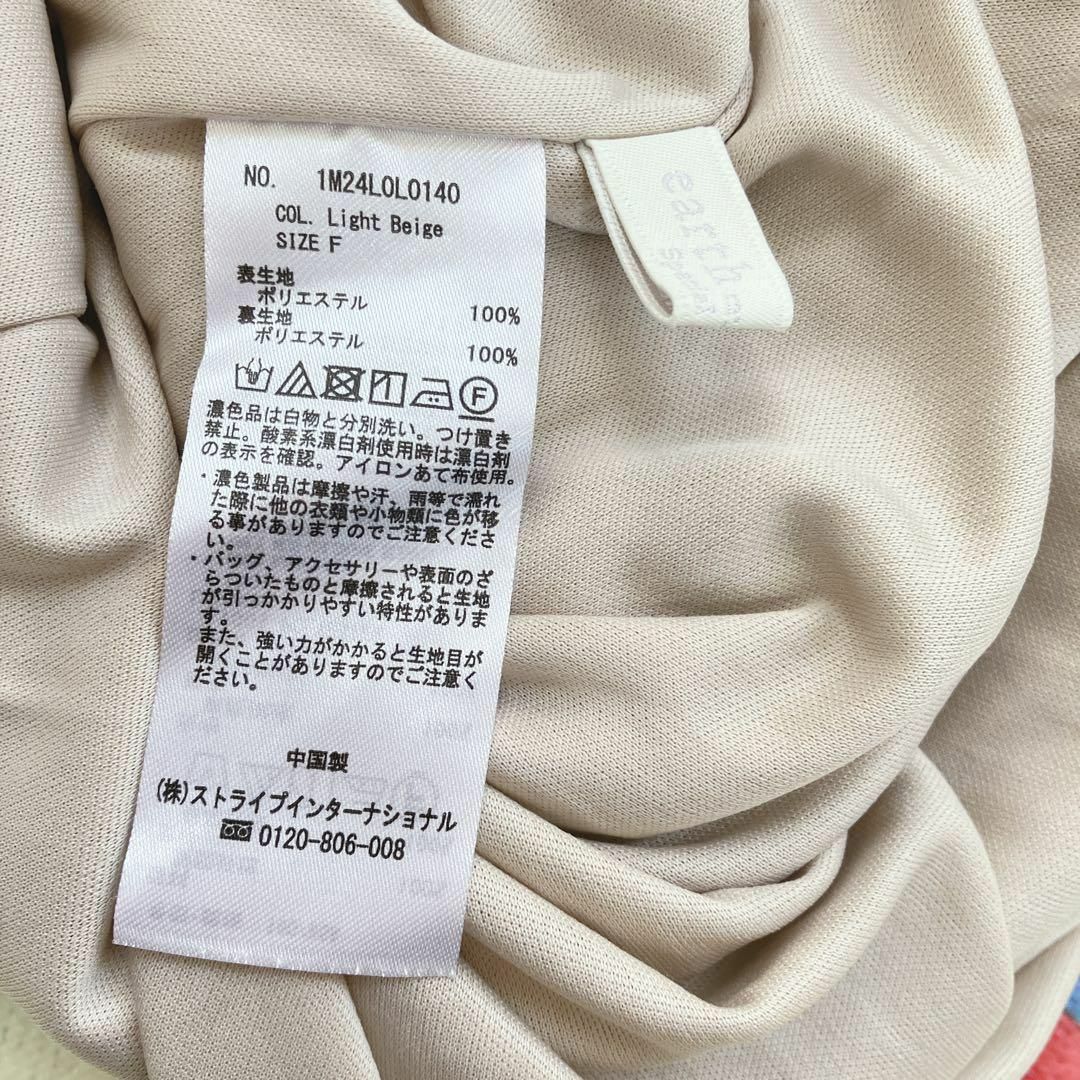 NO. 1M24L0L0140
COL. Light Beige
SIZE F
表生地
ポリエステル 100%
裏生地
ポリエステル 100%
F
濃色品は白物と分別洗い。つけ置き
禁止。酸素系漂白剤使用時は漂白剤
の表示を確認。アイロンあて布使用。
・濃色製品は摩擦や汗、雨等で濡れ
た際に他の衣類や小物類に色が移
る事がありますのでご注意くださ
い。
・バッグ、アクセサリーや表面のざ
らついたものと摩擦されると生地
が引っかかりやすい特性がありま
す。
また、強い力がかかると生地目が
開くことがありますのでご注意く
ださい。
中国製
(株)ストライプインターナショナル
0120-806-008
earth